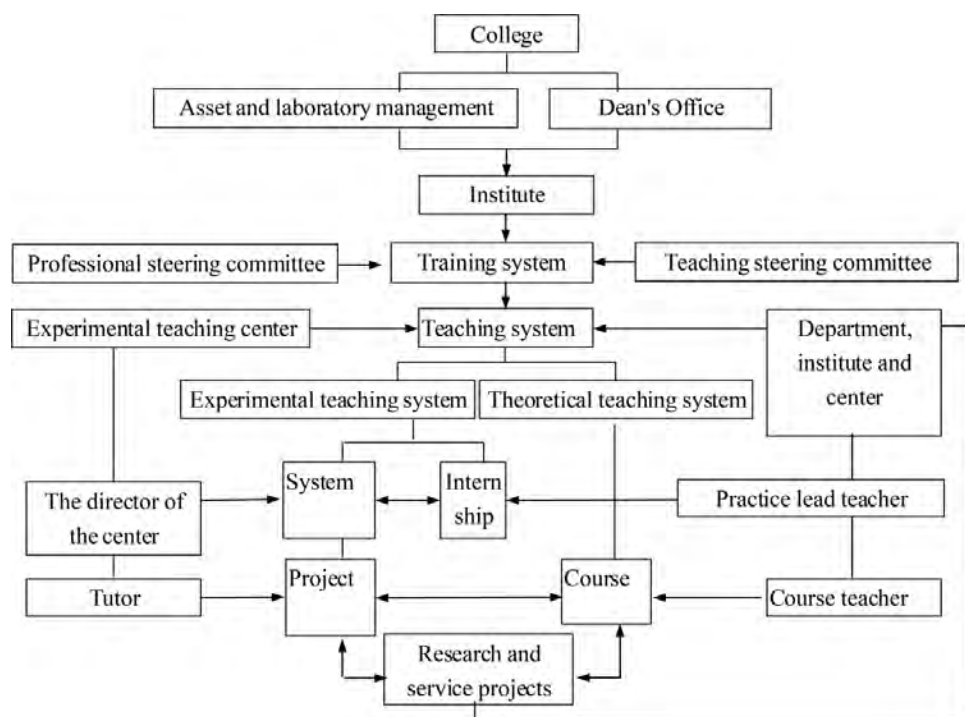 College
Asset and laboratory management
Dean's Office
Institute
Professional steering committee
Training system
Teaching steering committee
Experimental teaching center
Teaching system
Department,
institute and
center
Experimental teaching system
Theoretical teaching system
System
Intern
ship
The director of
the center
Practice lead teacher
Project
Course
Tutor
Course teacher
Research and
service projects